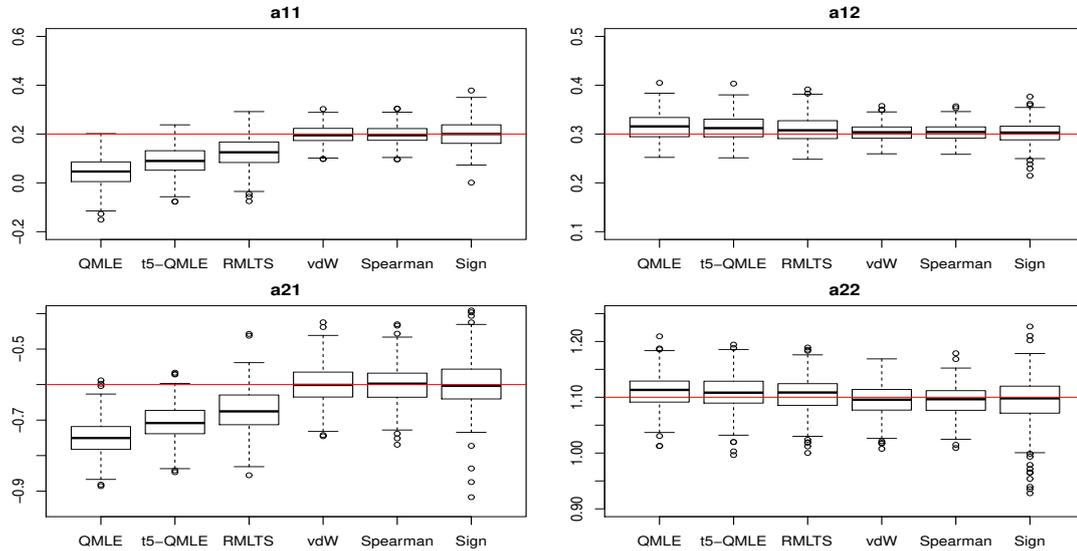 a11
0.6
0.4
0.2
0.0
−0.2
QMLE t5−QMLE RMLTS vdW Spearman Sign
a12
0.5
0.4
0.3
0.2
0.1
QMLE t5−QMLE RMLTS vdW Spearman Sign
a21
−0.5
−0.7
−0.9
QMLE t5−QMLE RMLTS vdW Spearman Sign
a22
1.20
1.10
1.00
0.90
QMLE t5−QMLE RMLTS vdW Spearman Sign